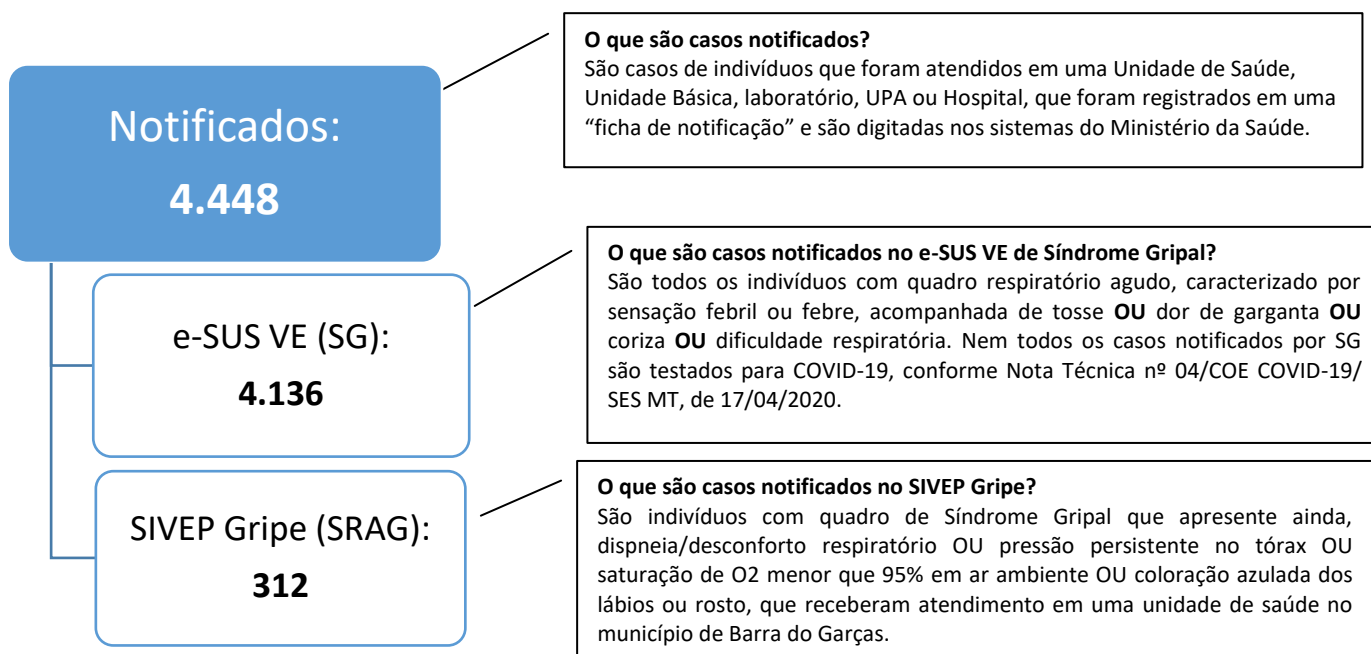 Notificados:
4.448
O que são casos notificados?
São casos de indivíduos que foram atendidos em uma Unidade de Saúde,
Unidade Básica, laboratório, UPA ou Hospital, que foram registrados em uma
“ficha de notificação” e são digitadas nos sistemas do Ministério da Saúde.
e-SUS VE (SG):
4.136
O que são casos notificados no e-SUS VE de Síndrome Gripal?
São todos os indivíduos com quadro respiratório agudo, caracterizado por
sensação febril ou febre, acompanhada de tosse OU dor de garganta OU
coriza OU dificuldade respiratória. Nem todos os casos notificados por SG
são testados para COVID-19, conforme Nota Técnica nº 04/COE COVID-19/
SES MT, de 17/04/2020.
SIVEP Gripe (SRAG):
312
O que são casos notificados no SIVEP Gripe?
São indivíduos com quadro de Síndrome Gripal que apresente ainda,
dispneia/desconforto respiratório OU pressão persistente no tórax OU
saturação de O2 menor que 95% em ar ambiente OU coloração azulada dos
lábios ou rosto, que receberam atendimento em uma unidade de saúde no
município de Barra do Garças.